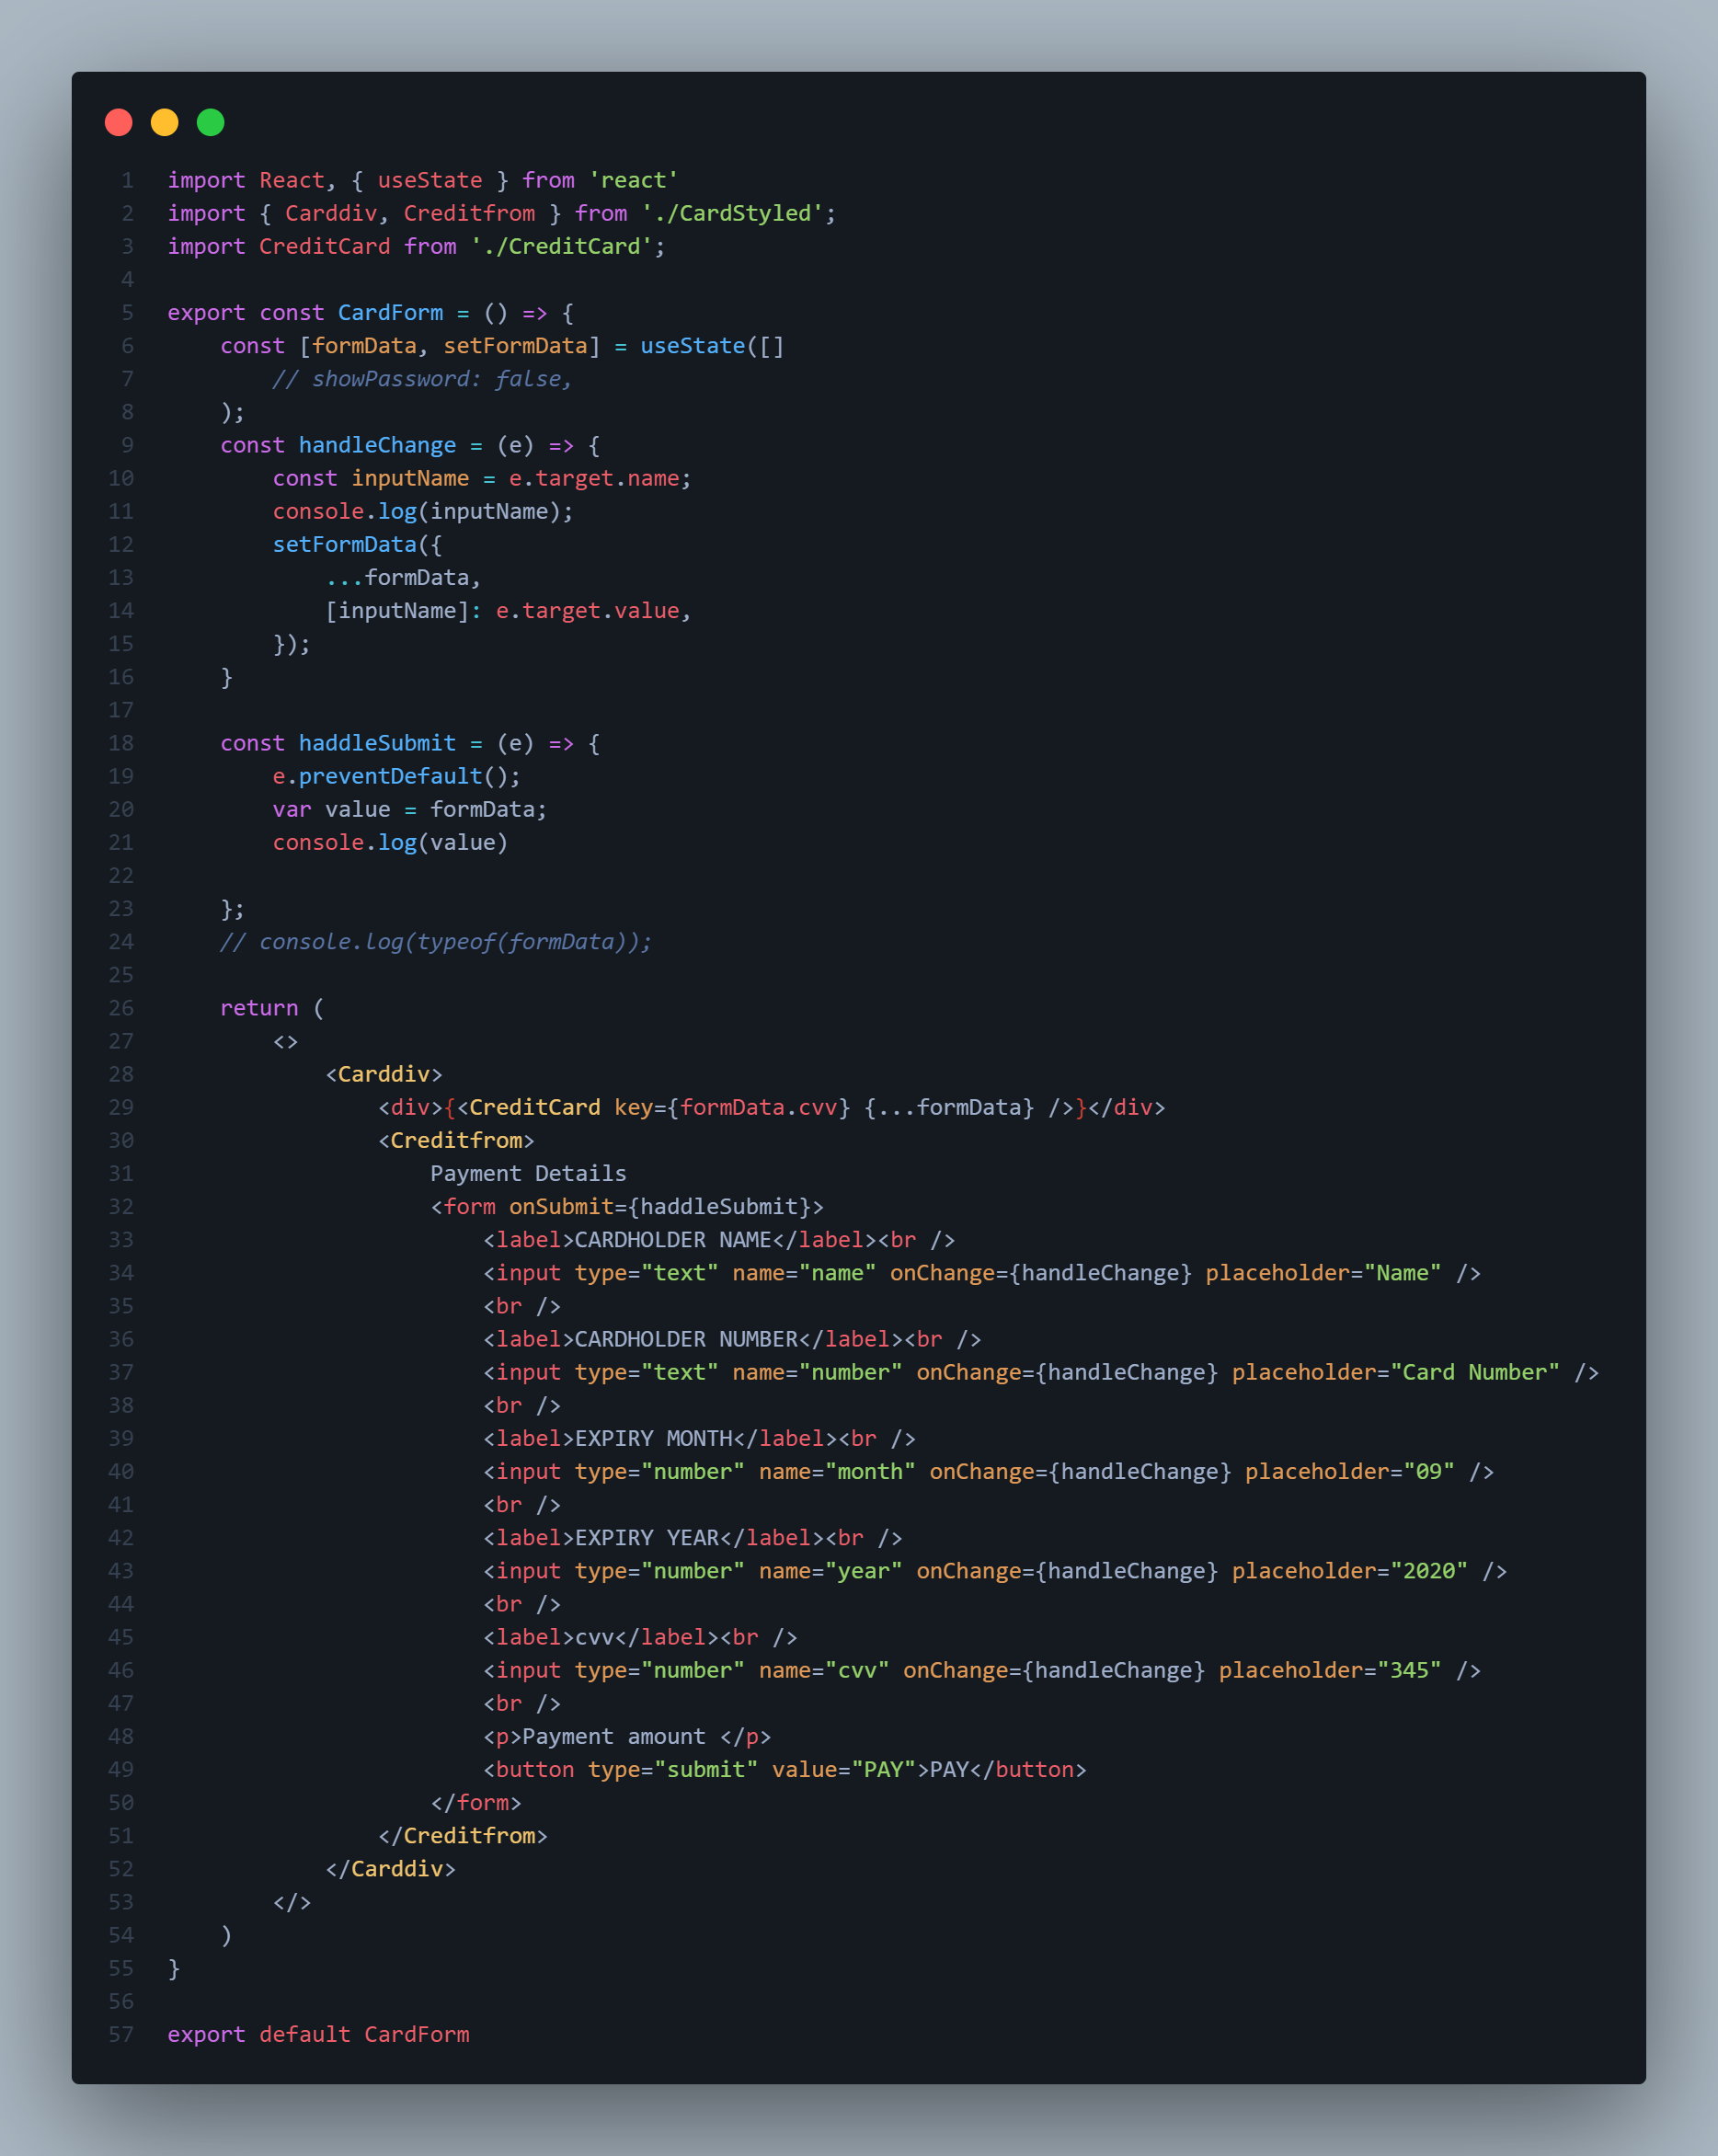 1 import React, { useState } from 'react'
2 import { Carddiv, Creditfrom } from './CardStyled';
3 import CreditCard from './CreditCard';
4
5 export const CardForm = () => {
6     const [formData, setFormData] = useState([]
7         // showPassword: false,
8     );
9     const handleChange = (e) => {
10         const inputName = e.target.name;
11         console.log(inputName);
12         setFormData({
13             ...formData,
14             [inputName]: e.target.value,
15         });
16     }
17
18     const haddleSubmit = (e) => {
19         e.preventDefault();
20         var value = formData;
21         console.log(value)
22
23     };
24     // console.log(typeof(formData));
25
26     return (
27         <>
28             <Carddiv>
29                 <div>{<CreditCard key={formData.cvv} {...formData} />}</div>
30                 <Creditfrom>
31                     Payment Details
32                     <form onSubmit={haddleSubmit}>
33                         <label>CARDHOLDER NAME</label><br />
34                         <input type="text" name="name" onChange={handleChange} placeholder="Name" />
35                         <br />
36                         <label>CARDHOLDER NUMBER</label><br />
37                         <input type="text" name="number" onChange={handleChange} placeholder="Card Number" />
38                         <br />
39                         <label>EXPIRY MONTH</label><br />
40                         <input type="number" name="month" onChange={handleChange} placeholder="09" />
41                         <br />
42                         <label>EXPIRY YEAR</label><br />
43                         <input type="number" name="year" onChange={handleChange} placeholder="2020" />
44                         <br />
45                         <label>cvv</label><br />
46                         <input type="number" name="cvv" onChange={handleChange} placeholder="345" />
47                         <br />
48                         <p>Payment amount </p>
49                         <button type="submit" value="PAY">PAY</button>
50                     </form>
51                 </Creditfrom>
52             </Carddiv>
53         </>
54     )
55 }
56
57 export default CardForm